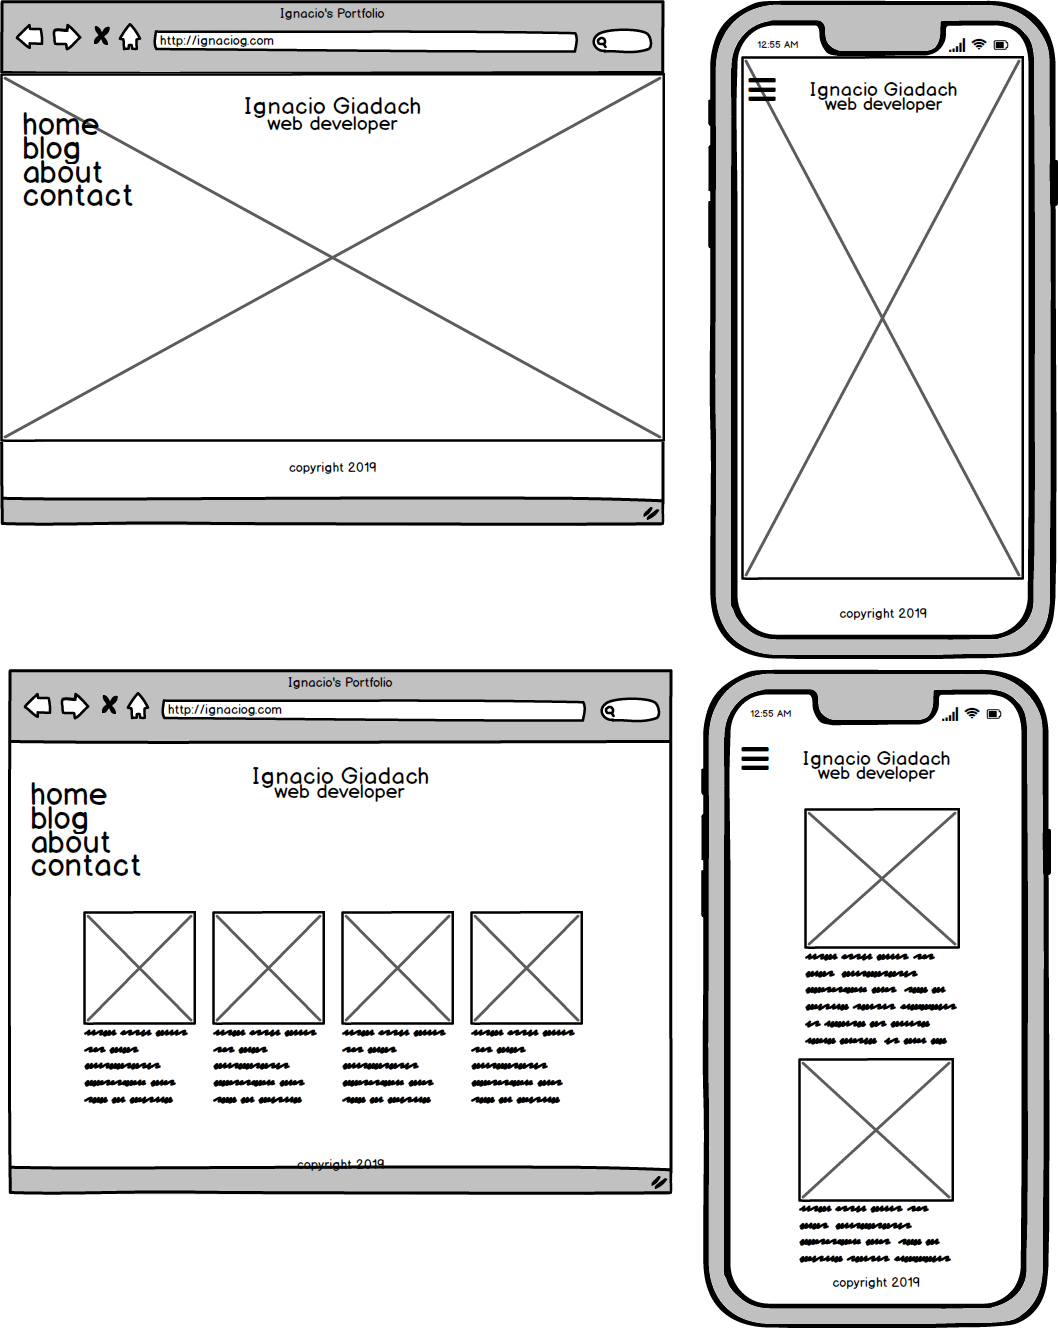 Ignacio's Portfolio
http://ignaciog.com
Ignacio Giadach
web developer
home
blog
about
contact
copyright 2019
12:55 AM
Ignacio Giadach
web developer
copyright 2019
Ignacio's Portfolio
http://ignaciog.com
Ignacio Giadach
web developer
home
blog
about
contact
copyright 2019
12:55 AM
Ignacio Giadach
web developer
copyright 2019